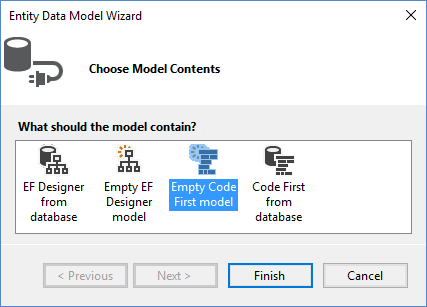 Entity Data Model Wizard
Choose Model Contents
What should the model contain?
EF Designer
from
database
Empty EF
Designer
model
Empty Code
First model
Code First
from
database
< Previous
Next >
Finish
Cancel